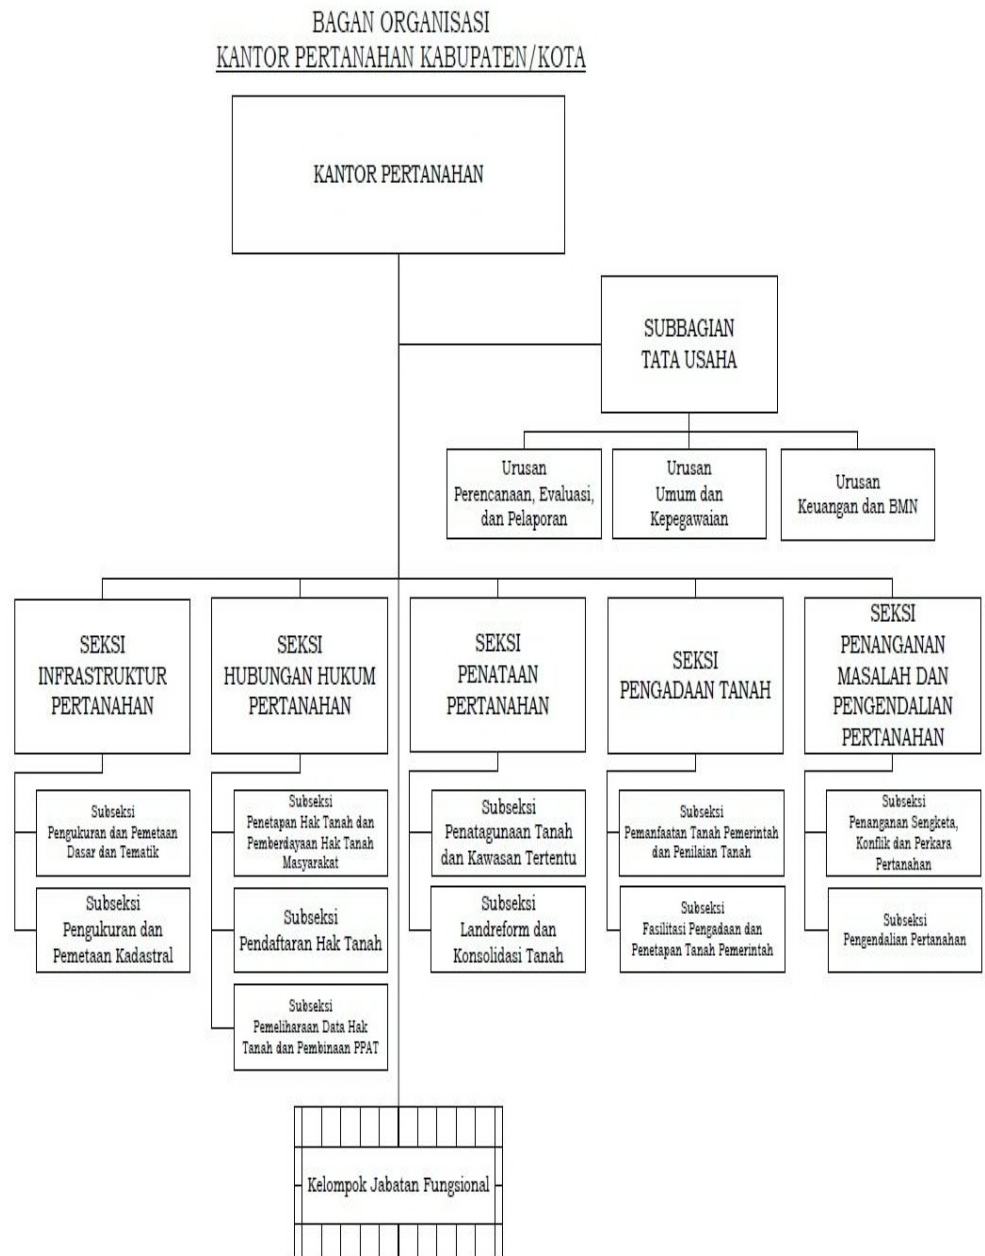 BAGAN ORGANISASI
KANTOR PERTANAHAN KABUPATEN/KOTA
KANTOR PERTANAHAN
SUBBAGIAN
TATA USAHA
Urusan
Perencanaan, Evaluasi,
dan Pelaporan
Urusan
Umum dan
Kepegawaian
Urusan
Keuangan dan BMN
SEKSI
INFRASTRUKTUR
PERTANAHAN
SEKSI
HUBUNGAN HUKUM
PERTANAHAN
SEKSI
PENATAAN
PERTANAHAN
SEKSI
PENGADAAN TANAH
SEKSI
PENANGANAN
MASALAH DAN
PENGENDALIAN
PERTANAHAN
Subseksi
Pengukuran dan Pemetaan
Dasar dan Tematik
Subseksi
Penetapan Hak Tanah dan
Pemberdayaan Hak Tanah
Masyarakat
Subseksi
Penatagunaan Tanah
dan Kawasan Tertentu
Subseksi
Pemanfaatan Tanah Pemerintah
dan Penilaian Tanah
Subseksi
Penanganan Sengketa,
Konflik dan Perkara
Pertanahan
Subseksi
Pengukuran dan
Pemetaan Kadastral
Subseksi
Pendaftaran Hak Tanah
Subseksi
Landreform dan
Konsolidasi Tanah
Subseksi
Fasilitasi Pengadaan dan
Penetapan Tanah Pemerintah
Subseksi
Pengendalian Pertanahan
Subseksi
Pemeliharaan Data Hak
Tanah dan Pembinaan PPAT
Kelompok Jabatan Fungsional